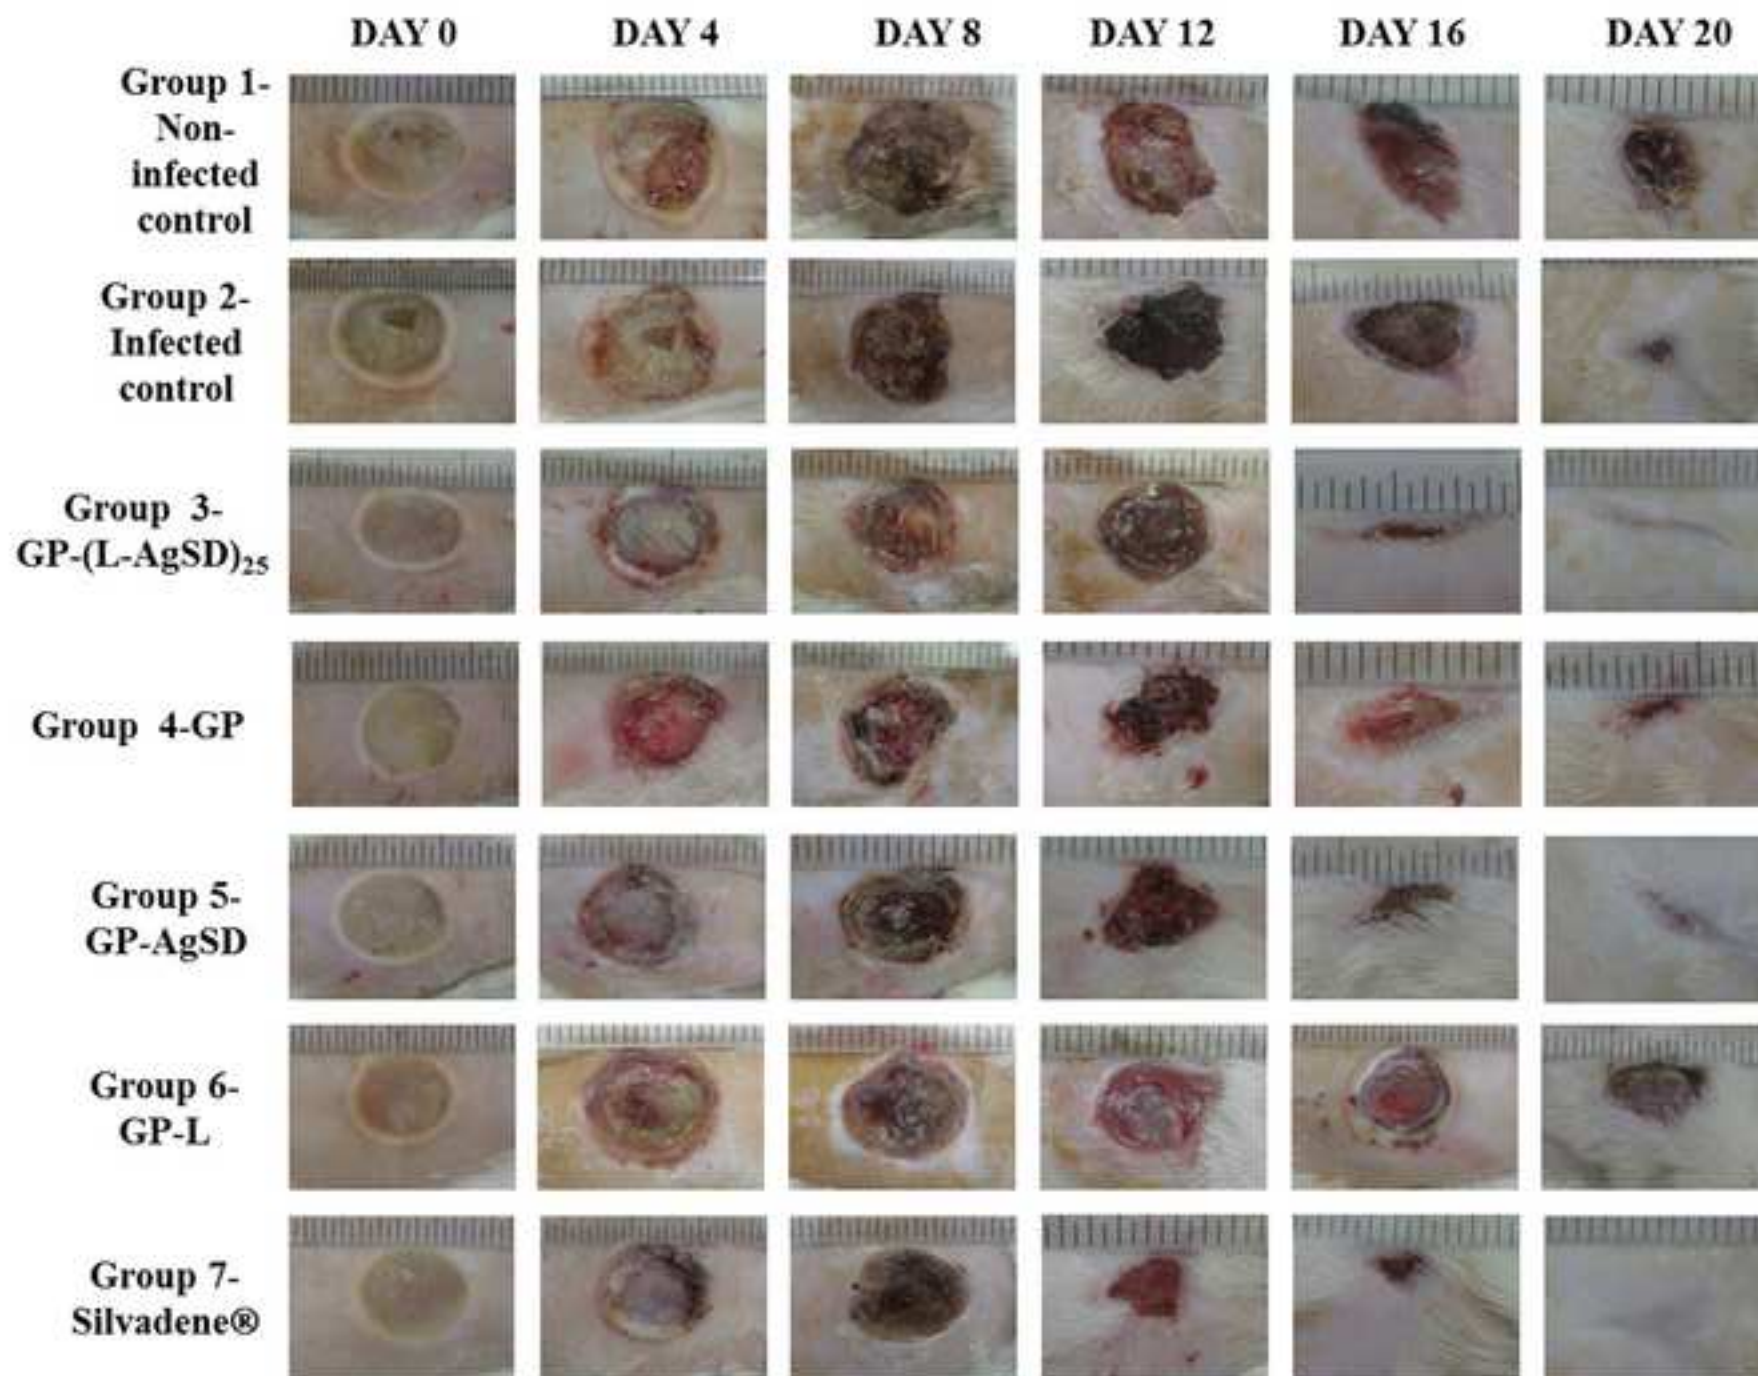 DAY 0 DAY 4 DAY 8 DAY 12 DAY 16 DAY 20
Group 1-
Non-
infected
control
Group 2-
Infected
control
Group 3-
GP-(L-AgSD)₂₅
Group 4-GP
Group 5-
GP-AgSD
Group 6-
GP-L
Group 7-
Silvadene®